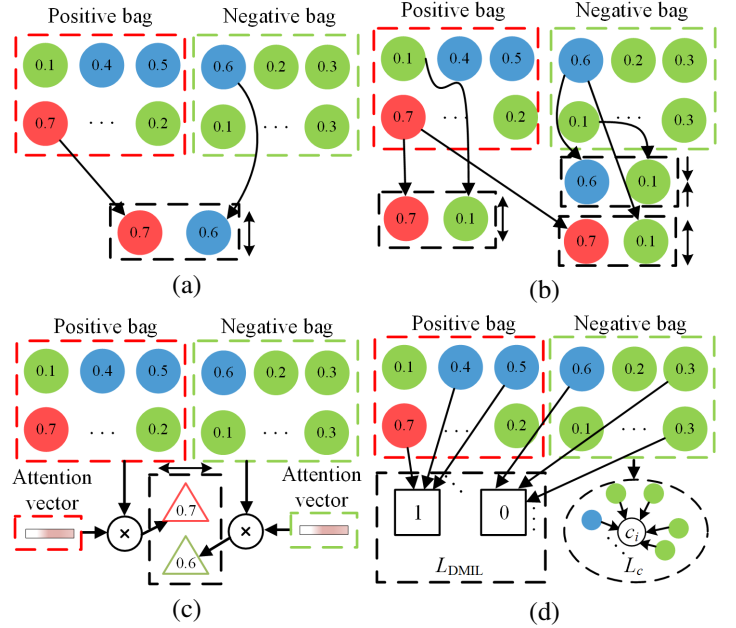 Positive bag Negative bag
0.1 0.4 0.5 0.6 0.2 0.3
0.7 ... 0.2 0.1 ... 0.3
0.7 0.6
(a)
Positive bag Negative bag
0.1 0.4 0.5 0.6 0.2 0.3
0.7 ... 0.2 0.1 ... 0.3
0.6 0.1
0.7 0.1
0.7 0.1
(b)
Positive bag Negative bag
0.1 0.4 0.5 0.6 0.2 0.3
0.7 ... 0.2 0.1 ... 0.3
Attention
vector
Attention
vector
× 0.7 ×
0.6
(c)
Positive bag Negative bag
0.1 0.4 0.5 0.6 0.2 0.3
0.7 ... 0.2 0.1 ... 0.3
1 ... 0 ...
L_DMIL
c_i
L_c
(d)